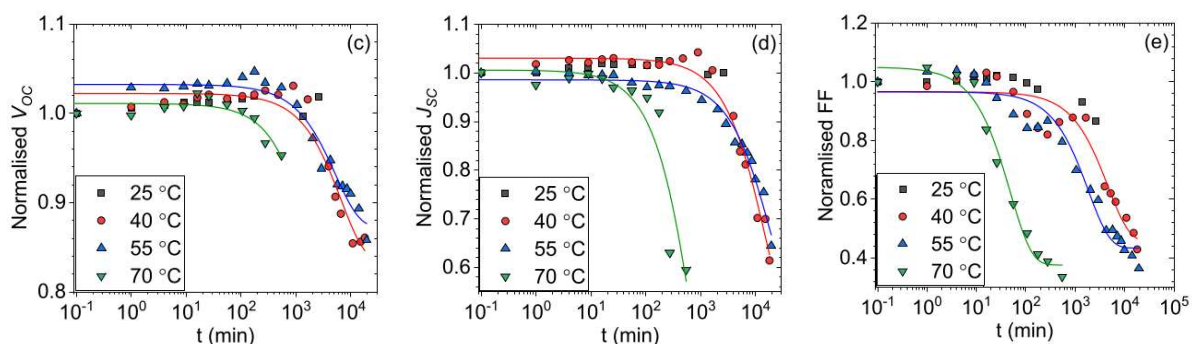 (c)
Normalised V_OC
1.1
1.0
0.9
0.8
25 °C
40 °C
55 °C
70 °C
10^-1 10^0 10^1 10^2 10^3 10^4
t (min)
(d)
Normalised J_SC
1.1
1.0
0.9
0.8
0.7
0.6
25 °C
40 °C
55 °C
70 °C
10^-1 10^0 10^1 10^2 10^3 10^4
t (min)
(e)
Noramlised FF
1.2
1.0
0.8
0.6
0.4
25 °C
40 °C
55 °C
70 °C
10^-1 10^0 10^1 10^2 10^3 10^4 10^5
t (min)